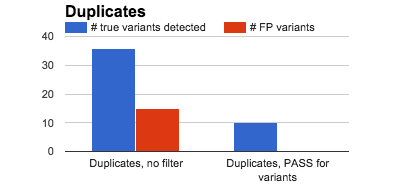 Duplicates
# true variants detected # FP variants
40
30
20
10
0
Duplicates, no filter Duplicates, PASS for
variants